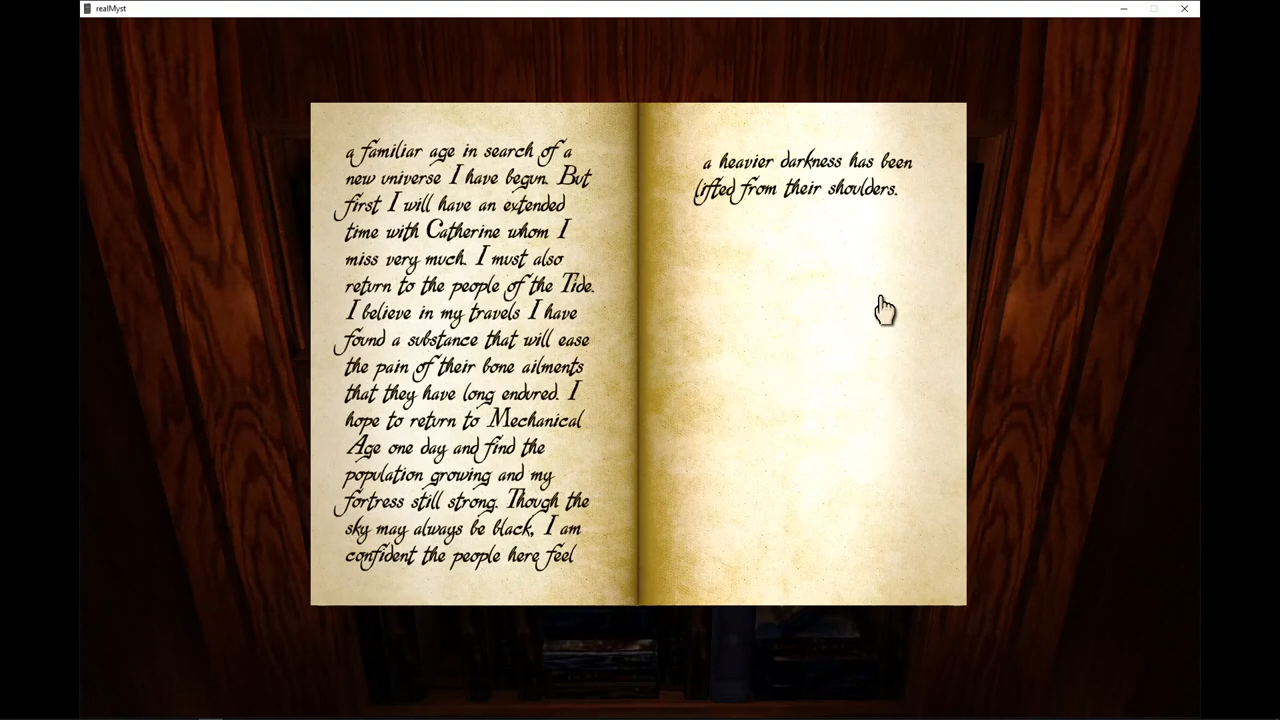 realMyst
a familiar age in search of a
new universe I have begun. But
first I will have an extended
time with Catherine whom I
miss very much. I must also
return to the people of the Tide.
I believe in my travels I have
found a substance that will ease
the pain of their bone ailments
that they have long endured. I
hope to return to Mechanical
Age one day and find the
population growing and my
fortress still strong. Though the
sky may always be black, I am
confident the people here feel
a heavier darkness has been
lifted from their shoulders.